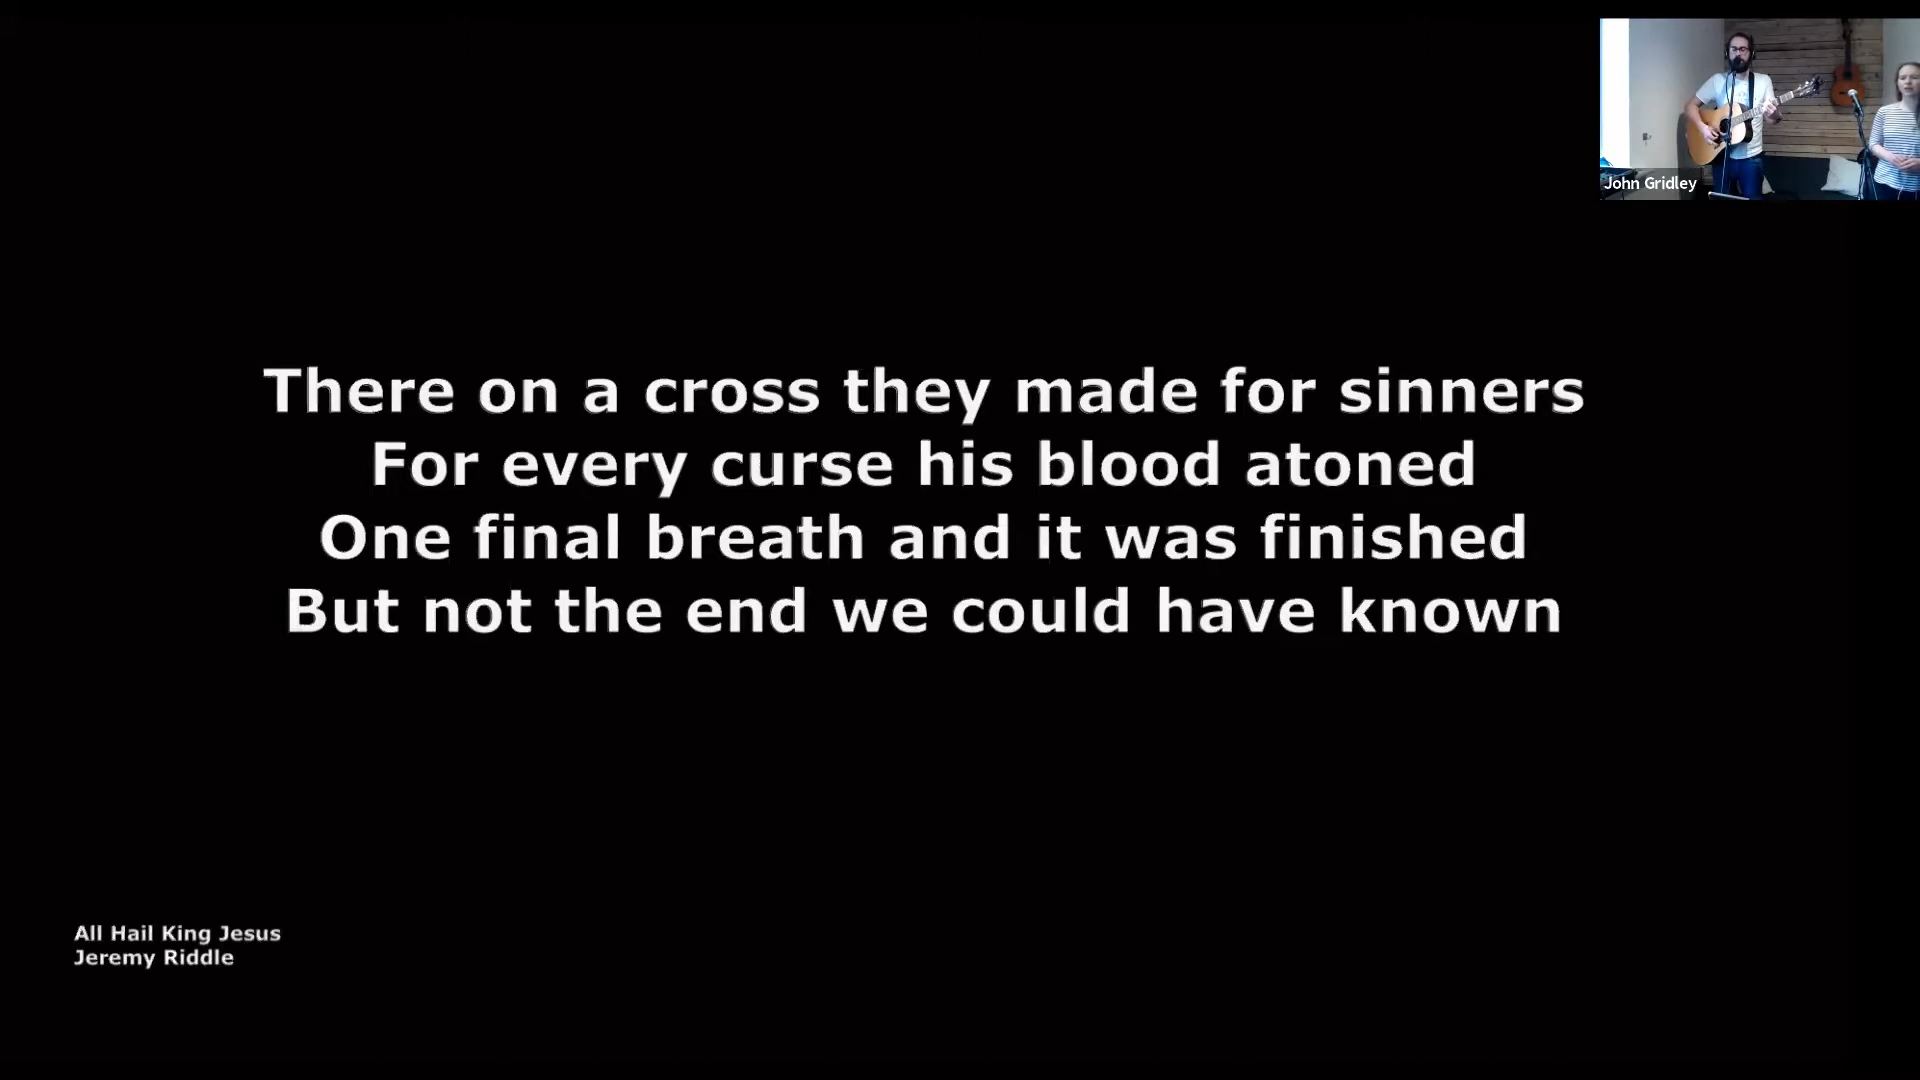 John Gridley
There on a cross they made for sinners
For every curse his blood atoned
One final breath and it was finished
But not the end we could have known
All Hail King Jesus
Jeremy Riddle